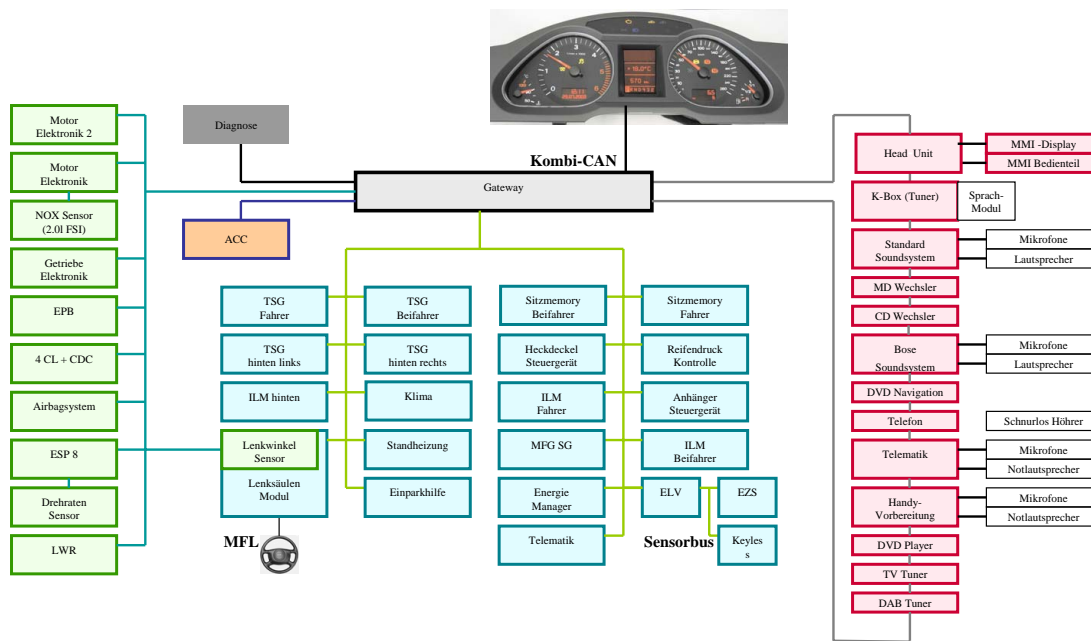 Diagnose
Kombi-CAN
Gateway
ACC
Motor
Elektronik 2
Motor
Elektronik
NOX Sensor
(2.0l FSI)
Getriebe
Elektronik
EPB
4 CL + CDC
Airbagsystem
ESP 8
Drehraten
Sensor
LWR
TSG
Fahrer
TSG
Beifahrer
TSG
hinten links
TSG
hinten rechts
ILM hinten
Klima
Lenkwinkel
Sensor
Lenksäulen
Modul
Standheizung
Einparkhilfe
MFL
Sitzmemory
Beifahrer
Sitzmemory
Fahrer
Heckdeckel
Steuergerät
Reifendruck
Kontrolle
ILM
Fahrer
Anhänger
Steuergerät
MFG SG
ILM
Beifahrer
Energie
Manager
ELV
EZS
Telematik
Sensorbus
Keyles
s
Head Unit
MMI -Display
MMI Bedienteil
K-Box (Tuner)
Sprach-
Modul
Standard
Soundsystem
Mikrofone
Lautsprecher
MD Wechsler
CD Wechsler
Bose
Soundsystem
Mikrofone
Lautsprecher
DVD Navigation
Telefon
Schnurlos Höhrer
Telematik
Mikrofone
Notlautsprecher
Handy-
Vorbereitung
Mikrofone
Notlautsprecher
DVD Player
TV Tuner
DAB Tuner